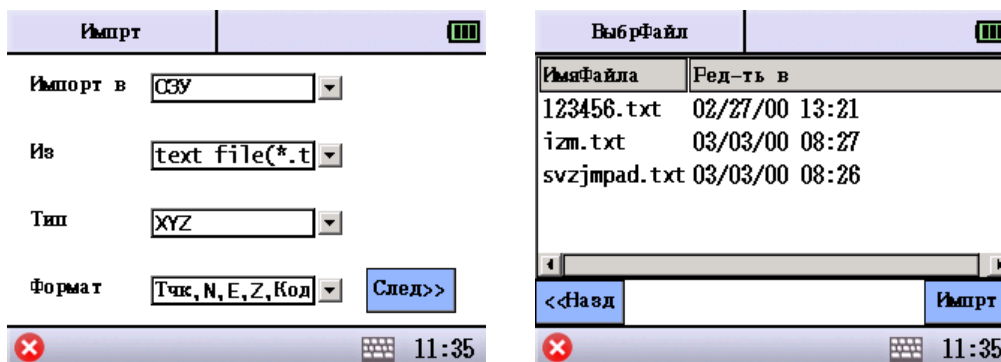 Импрт
Импорт в ОЗУ
Из text file(*.t
Тип XYZ
Формат Тчк,N,E,Z,Код След>>
11:35
ВыбрФайл
ИмяФайла Ред-ть в
123456.txt 02/27/00 13:21
izm.txt 03/03/00 08:27
svzjmpad.txt 03/03/00 08:26
<<Назд Импрт
11:35